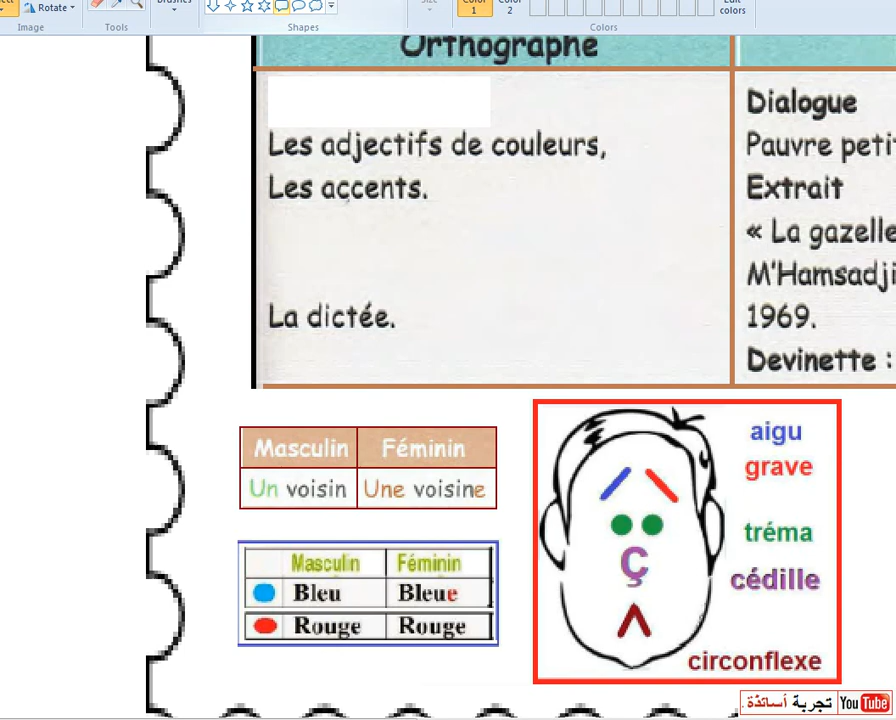 Rotate
Image
Tools
Shapes
Size
Color 1
Color 2
Edit colors
Colors
Orthographe
Les adjectifs de couleurs,
Les accents.
La dictée.
Dialogue
Pauvre peti
Extrait
« La gazelle
M'Hamsadji
1969.
Devinette :
Masculin Féminin
Un voisin Une voisine
Masculin Féminin
Bleu Bleue
Rouge Rouge
aigu
grave
tréma
ç
cédille
circonflexe
تجربة أساتذة
YouTube